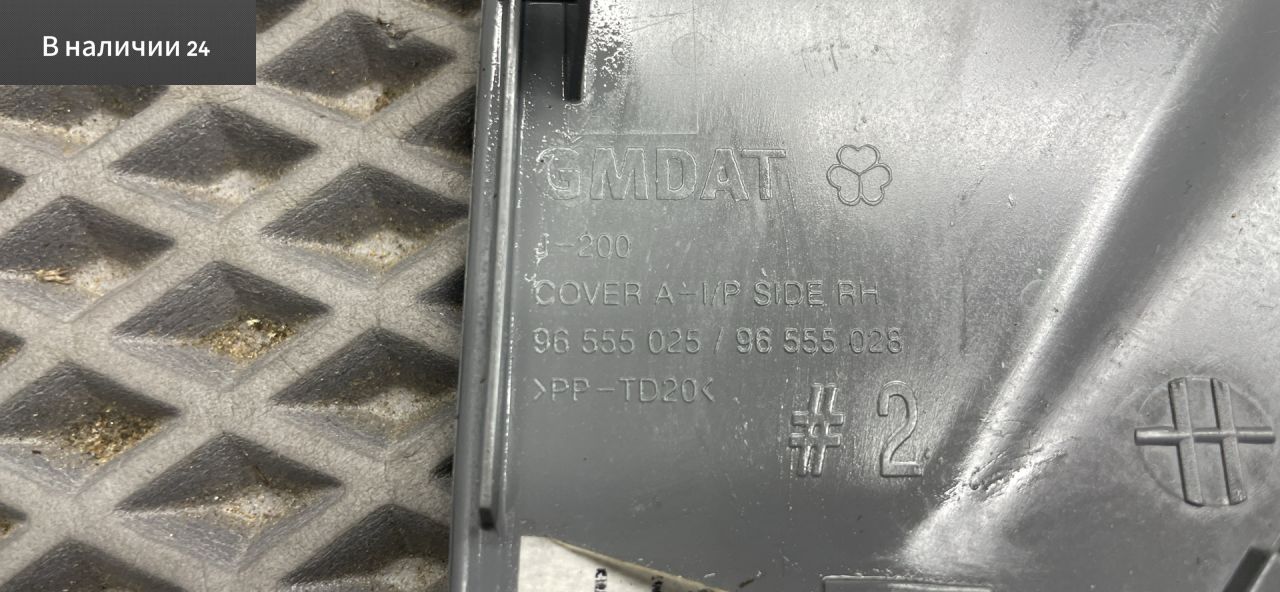 В наличии 24
GMDAT
J-200
COVER A-I/P SIDE RH
96 555 025 / 96 555 028
>PP-TD20<
# 2